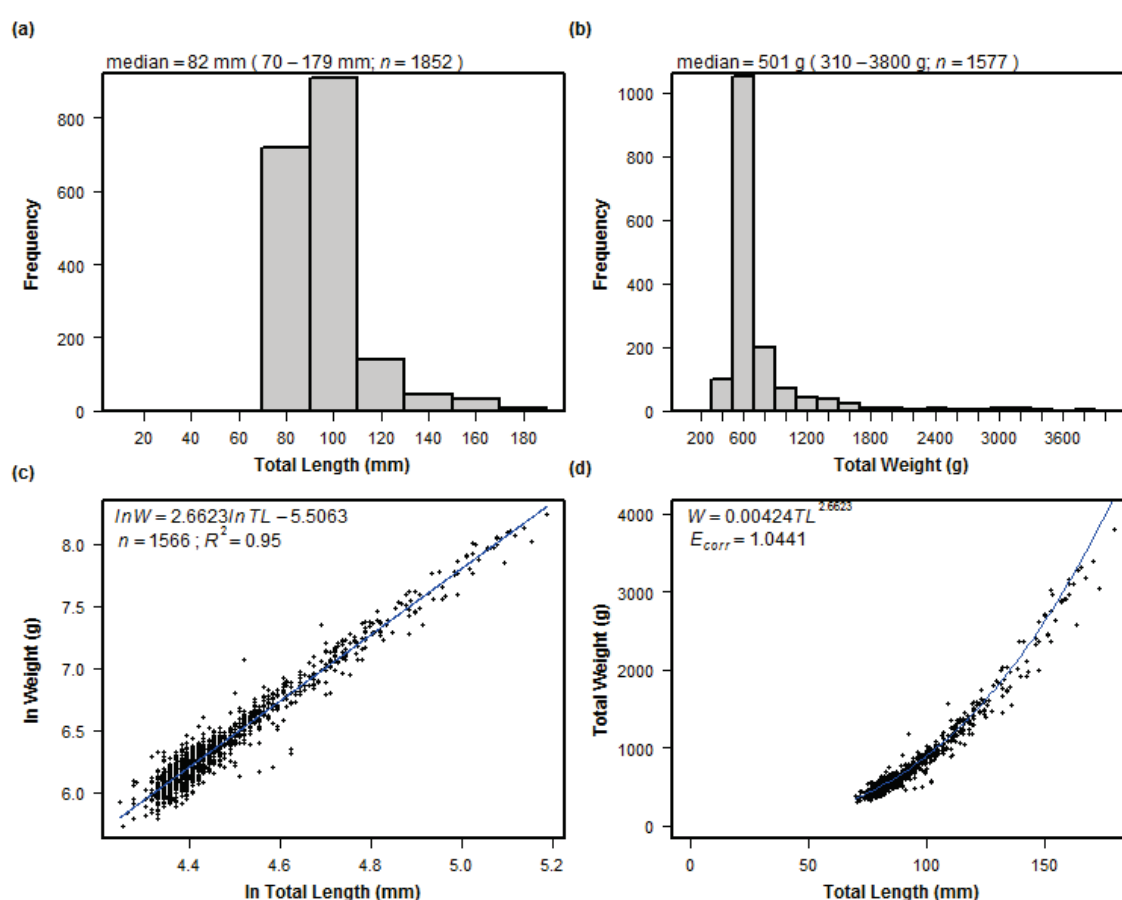 (a)
median = 82 mm ( 70 – 179 mm; n = 1852 )
800
600
400
200
0
Frequency
20 40 60 80 100 120 140 160 180
Total Length (mm)
(b)
median = 501 g ( 310 – 3800 g; n = 1577 )
1000
800
600
400
200
0
Frequency
200 600 1200 1800 2400 3000 3600
Total Weight (g)
(c)
lnW = 2.6623lnTL – 5.5063
n = 1566 ; R² = 0.95
8.0
7.5
7.0
6.5
6.0
ln Weight (g)
4.4 4.6 4.8 5.0 5.2
ln Total Length (mm)
(d)
W = 0.00424TL^2.6623
E_corr = 1.0441
4000
3000
2000
1000
0
Total Weight (g)
0 50 100 150
Total Length (mm)